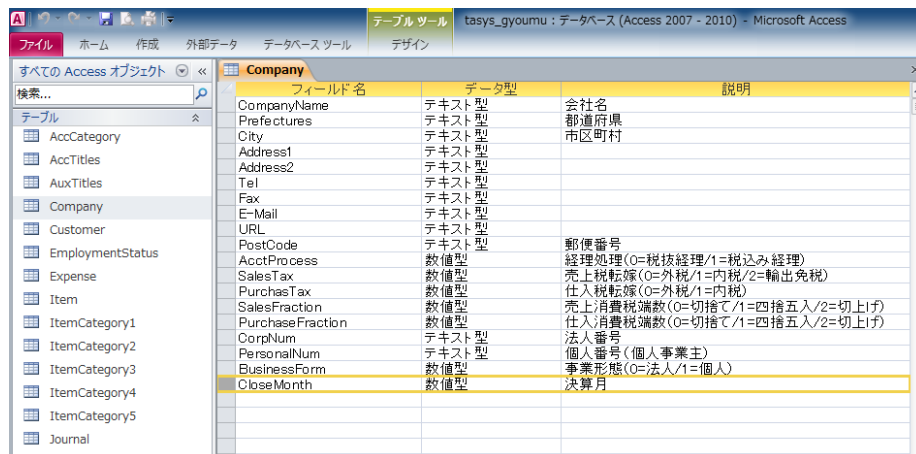 テーブル ツール tasys_gyoumu : データベース (Access 2007 - 2010) - Microsoft Access
ファイル ホーム 作成 外部データ データベース ツール デザイン
すべての Access オブジェクト
検索...
テーブル
AccCategory
AccTitles
AuxTitles
Company
Customer
EmploymentStatus
Expense
Item
ItemCategory1
ItemCategory2
ItemCategory3
ItemCategory4
ItemCategory5
Journal
Company
フィールド名 データ型 説明
CompanyName テキスト型 会社名
Prefectures テキスト型 都道府県
City テキスト型 市区町村
Address1 テキスト型
Address2 テキスト型
Tel テキスト型
Fax テキスト型
E-Mail テキスト型
URL テキスト型
PostCode テキスト型 郵便番号
AcctProcess 数値型 経理処理(0=税抜経理/1=税込み経理)
SalesTax 数値型 売上税転嫁(0=外税/1=内税/2=輸出免税)
PurchasTax 数値型 仕入税転嫁(0=外税/1=内税)
SalesFraction 数値型 売上消費税端数(0=切捨て/1=四捨五入/2=切上げ)
PurchaseFraction 数値型 仕入消費税端数(0=切捨て/1=四捨五入/2=切上げ)
CorpNum テキスト型 法人番号
PersonalNum テキスト型 個人番号(個人事業主)
BusinessForm 数値型 事業形態(0=法人/1=個人)
CloseMonth 数値型 決算月